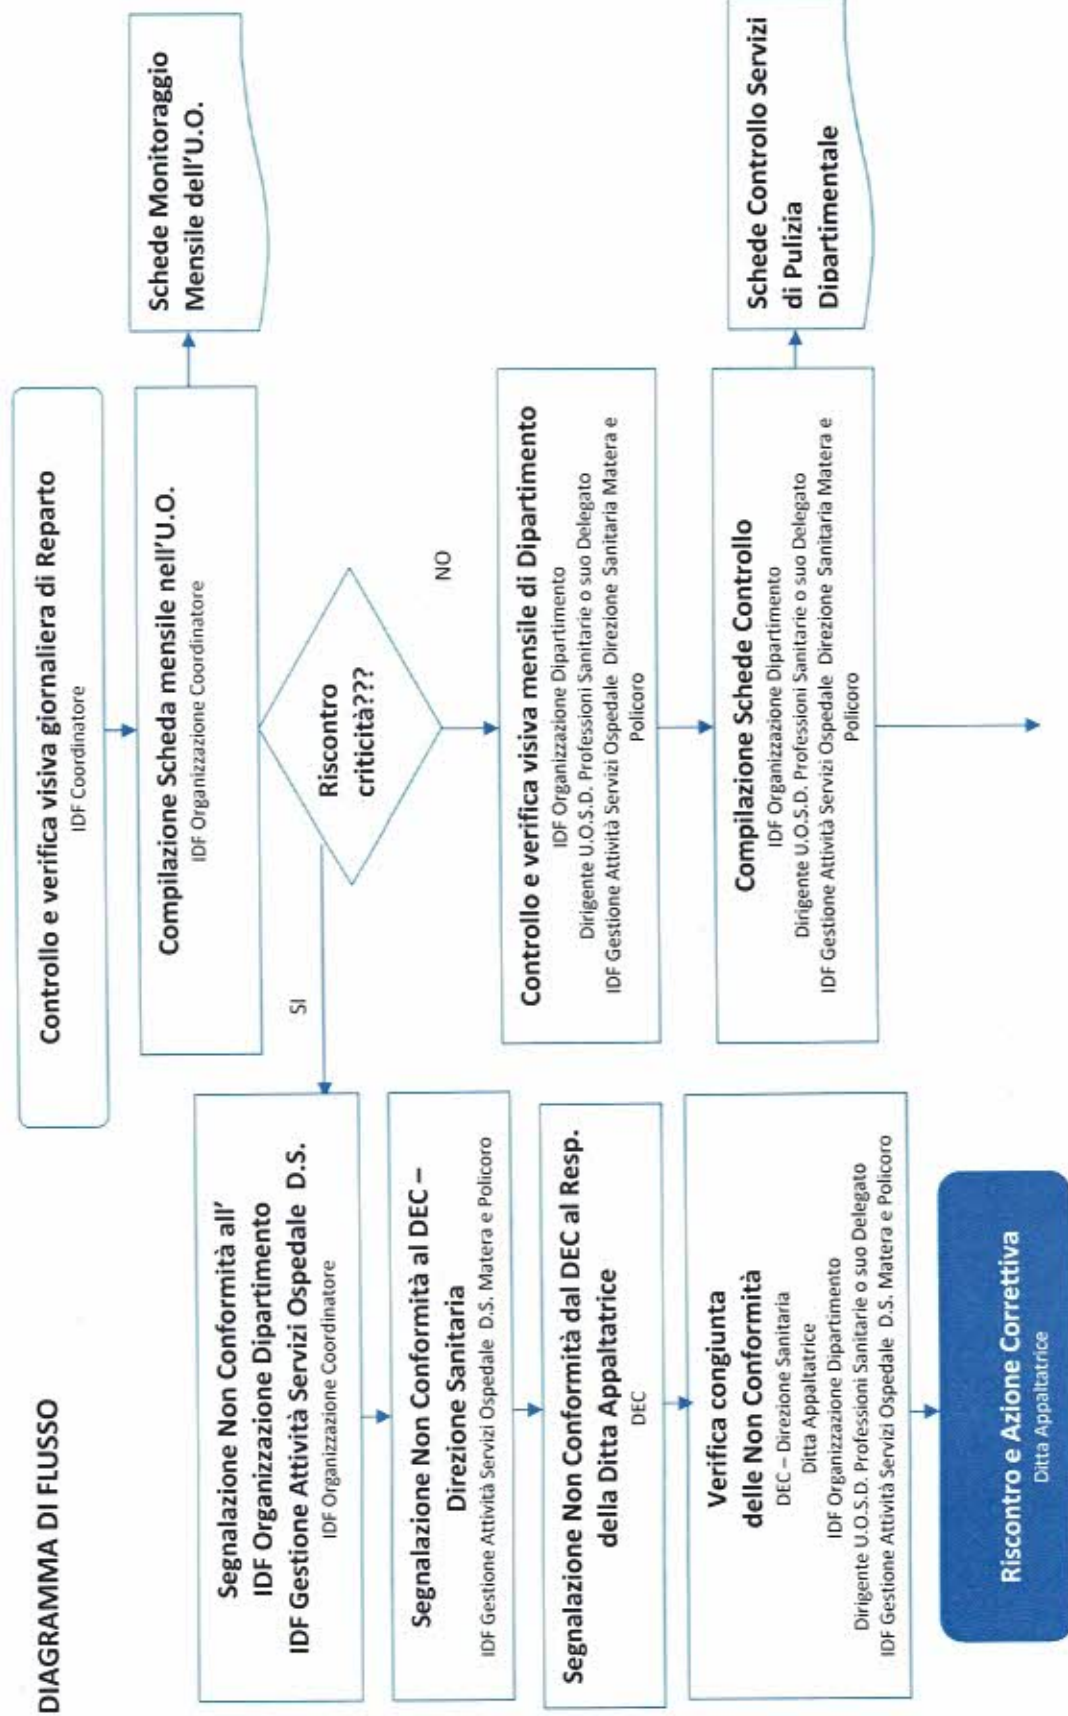 DIAGRAMMA DI FLUSSO
Controllo e verifica visiva giornaliera di Reparto
IDF Coordinatore
Compilazione Scheda mensile nell'U.O.
IDF Organizzazione Coordinatore
Schede Monitoraggio
Mensile dell'U.O.
Riscontro
criticità???
SI
NO
Segnalazione Non Conformità all'
IDF Organizzazione Dipartimento
IDF Gestione Attività Servizi Ospedale D.S.
IDF Organizzazione Coordinatore
Segnalazione Non Conformità al DEC –
Direzione Sanitaria
IDF Gestione Attività Servizi Ospedale D.S. Matera e Policoro
Segnalazione Non Conformità dal DEC al Resp.
della Ditta Appaltatrice
DEC
Verifica congiunta
delle Non Conformità
DEC – Direzione Sanitaria
Ditta Appaltatrice
IDF Organizzazione Dipartimento
Dirigente U.O.S.D. Professioni Sanitarie o suo Delegato
IDF Gestione Attività Servizi Ospedale D.S. Matera e Policoro
Riscontro e Azione Correttiva
Ditta Appaltatrice
Controllo e verifica visiva mensile di Dipartimento
IDF Organizzazione Dipartimento
Dirigente U.O.S.D. Professioni Sanitarie o suo Delegato
IDF Gestione Attività Servizi Ospedale Direzione Sanitaria Matera e
Policoro
Compilazione Schede Controllo
IDF Organizzazione Dipartimento
Dirigente U.O.S.D. Professioni Sanitarie o suo Delegato
IDF Gestione Attività Servizi Ospedale Direzione Sanitaria Matera e
Policoro
Schede Controllo Servizi
di Pulizia
Dipartimentale